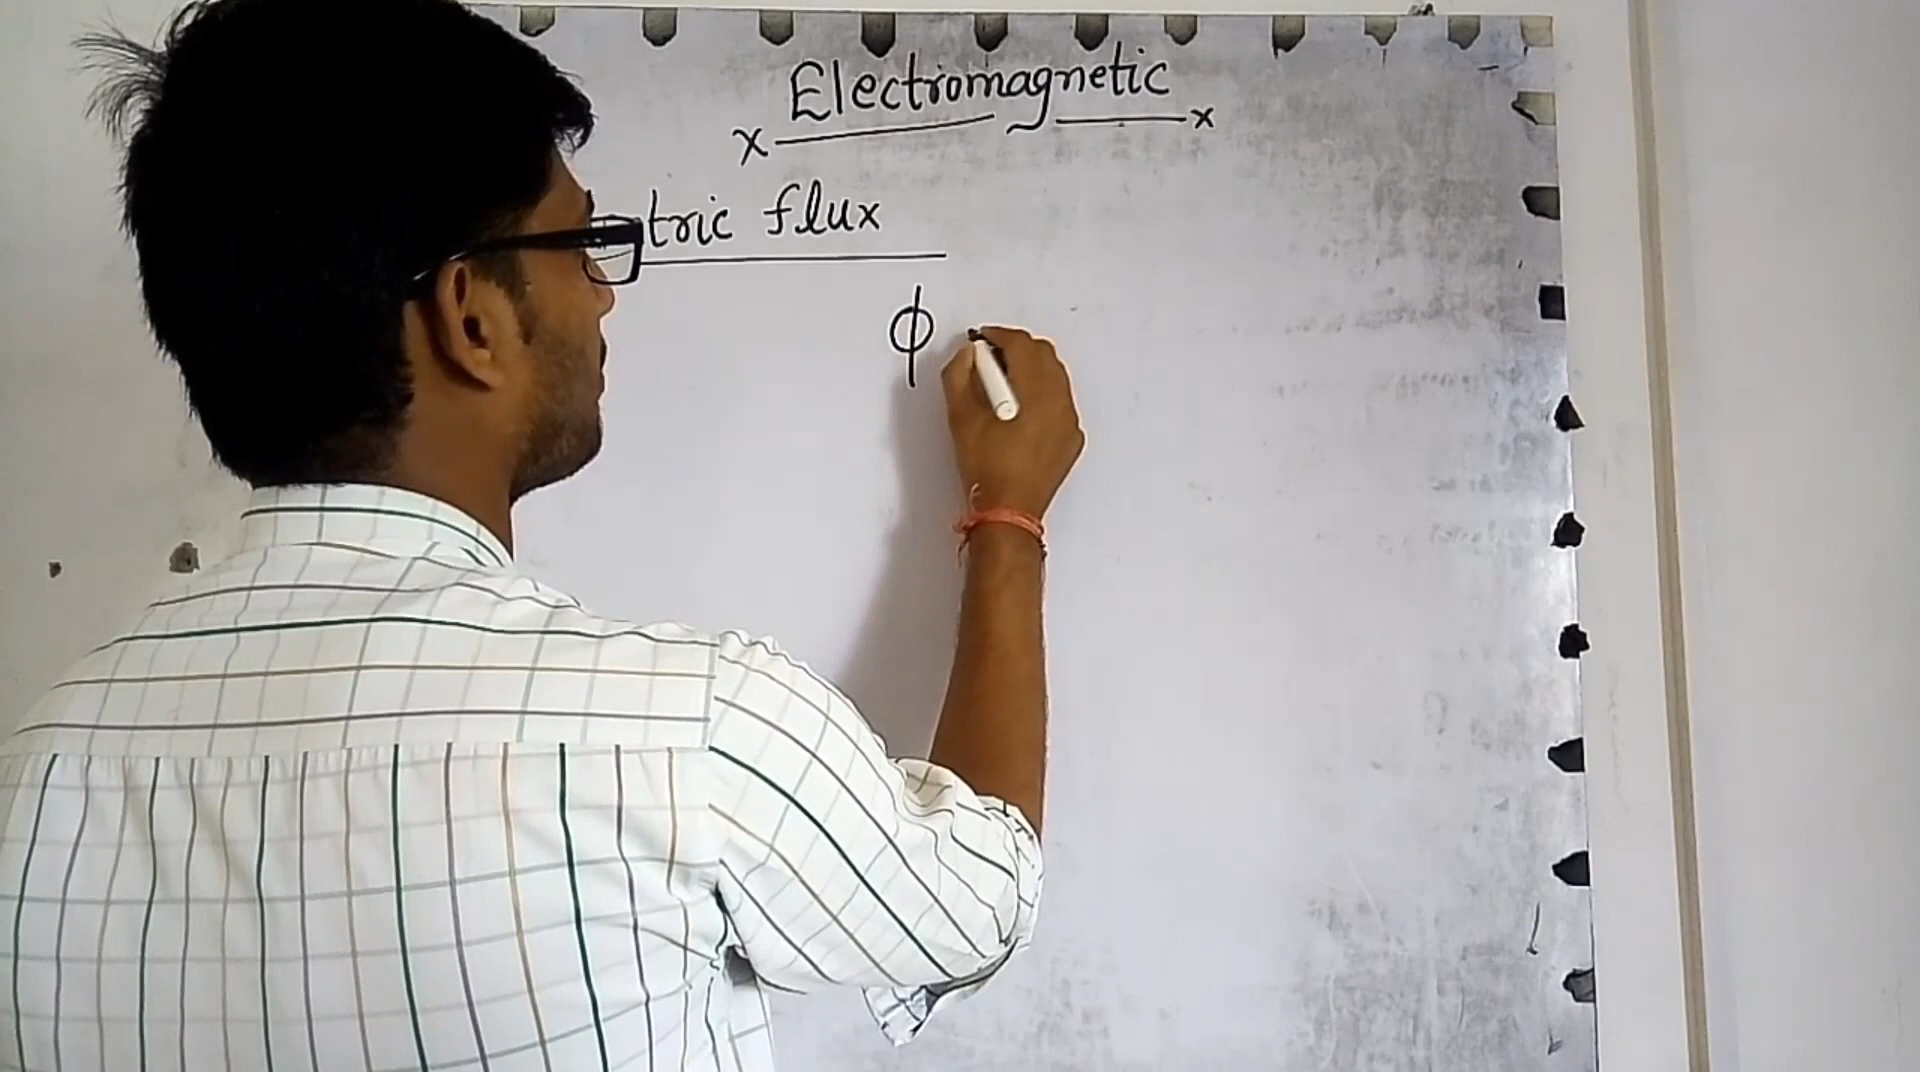 Electromagnetic
x x
tric flux
ϕ